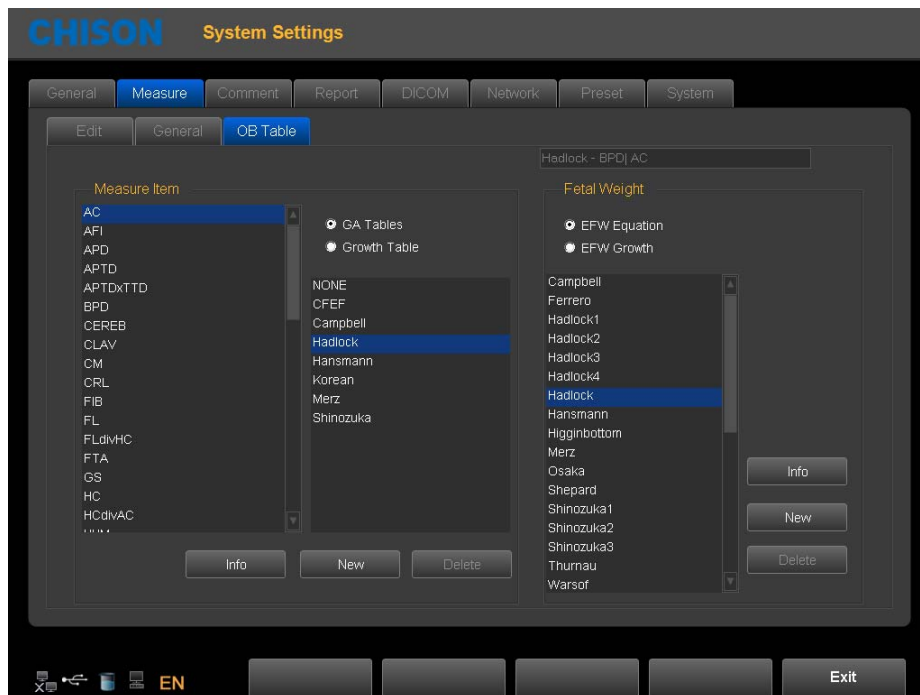 CHISON System Settings
General Measure Comment Report DICOM Network Preset System
Edit General OB Table
Hadlock - BPD| AC
Measure Item
AC
AFI
APD
APTD
APTDxTTD
BPD
CEREB
CLAV
CM
CRL
FIB
FL
FLdivHC
FTA
GS
HC
HCdivAC
GA Tables
Growth Table
NONE
CFEF
Campbell
Hadlock
Hansmann
Korean
Merz
Shinozuka
Info New Delete
Fetal Weight
EFW Equation
EFW Growth
Campbell
Ferrero
Hadlock1
Hadlock2
Hadlock3
Hadlock4
Hadlock
Hansmann
Higginbottom
Merz
Osaka
Shepard
Shinozuka1
Shinozuka2
Shinozuka3
Thurnau
Warsof
Info
New
Delete
EN
Exit